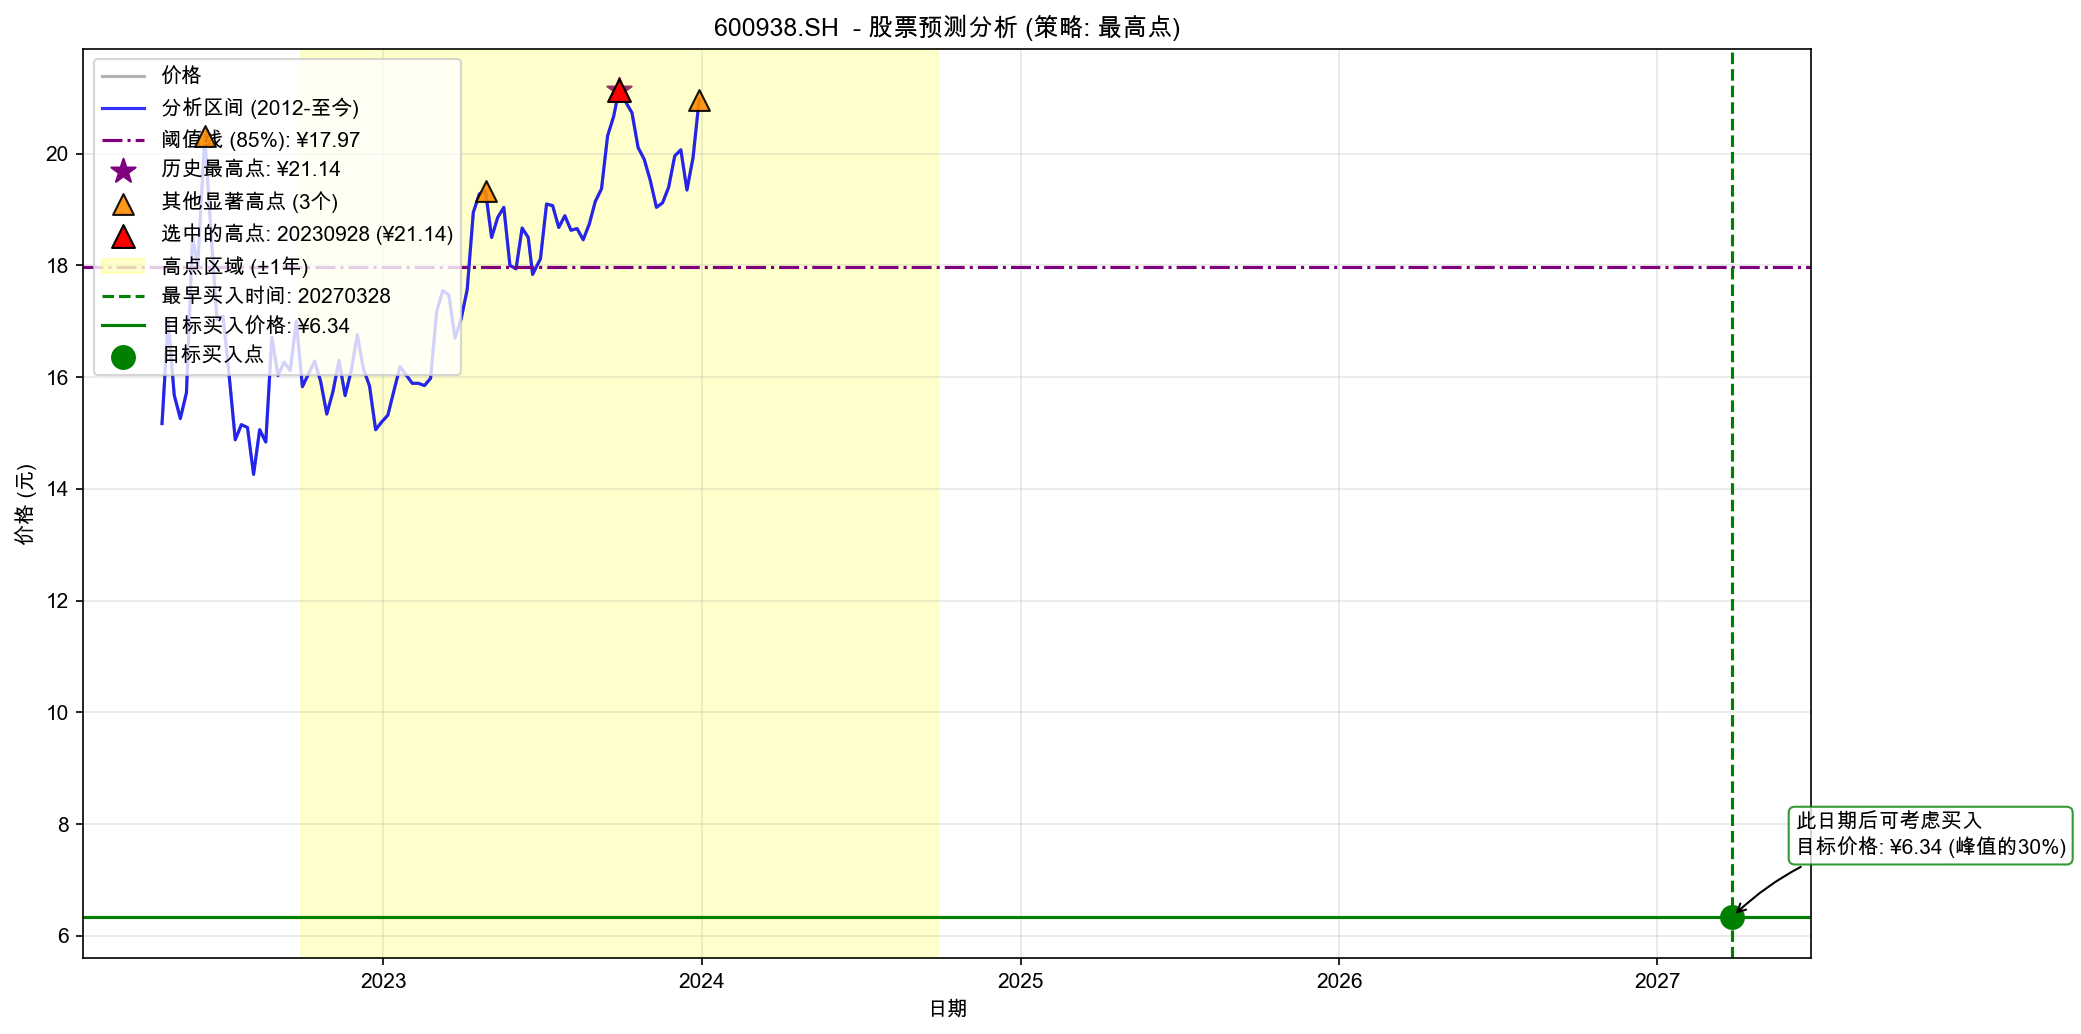 600938.SH - 股票预测分析 (策略: 最高点)
价格
分析区间 (2012-至今)
阈值线 (85%): ¥17.97
历史最高点: ¥21.14
其他显著高点 (3个)
选中的高点: 20230928 (¥21.14)
高点区域 (±1年)
最早买入时间: 20270328
目标买入价格: ¥6.34
目标买入点
20
18
16
14
12
10
8
6
价格 (元)
此日期后可考虑买入
目标价格: ¥6.34 (峰值的30%)
2023
2024
2025
2026
2027
日期